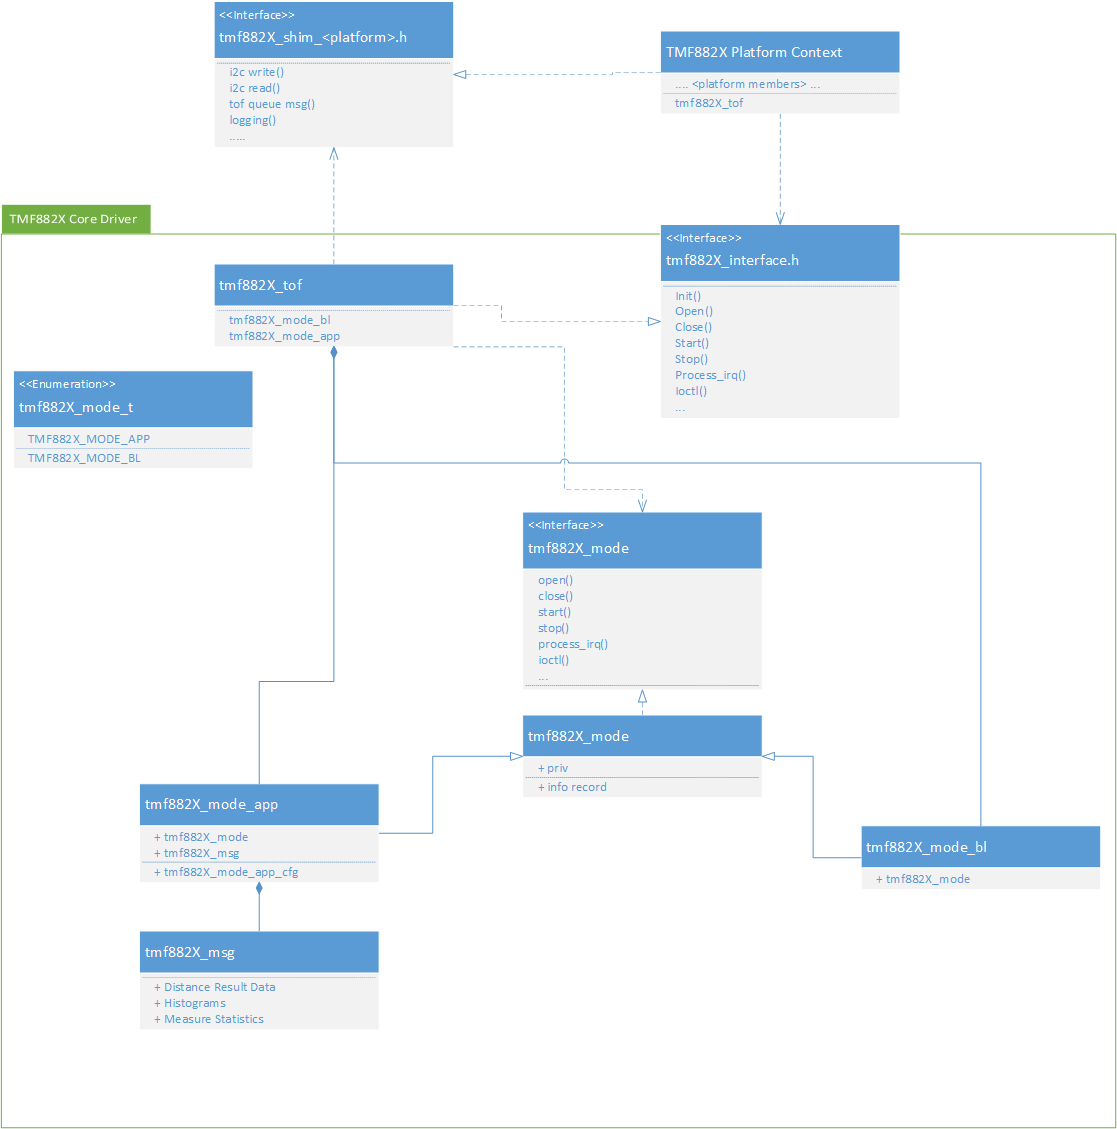 <<Interface>>
tmf882X_shim_<platform>.h
i2c write()
i2c read()
tof queue msg()
logging()
.....
TMF882X Platform Context
.... <platform members> ...
tmf882X_tof
TMF882X Core Driver
<<Interface>>
tmf882X_interface.h
Init()
Open()
Close()
Start()
Stop()
Process_irq()
Ioctl()
...
tmf882X_tof
tmf882X_mode_bl
tmf882X_mode_app
<<Enumeration>>
tmf882X_mode_t
TMF882X_MODE_APP
TMF882X_MODE_BL
<<Interface>>
tmf882X_mode
open()
close()
start()
stop()
process_irq()
ioctl()
...
tmf882X_mode
+ priv
+ info record
tmf882X_mode_app
+ tmf882X_mode
+ tmf882X_msg
+ tmf882X_mode_app_cfg
tmf882X_mode_bl
+ tmf882X_mode
tmf882X_msg
+ Distance Result Data
+ Histograms
+ Measure Statistics